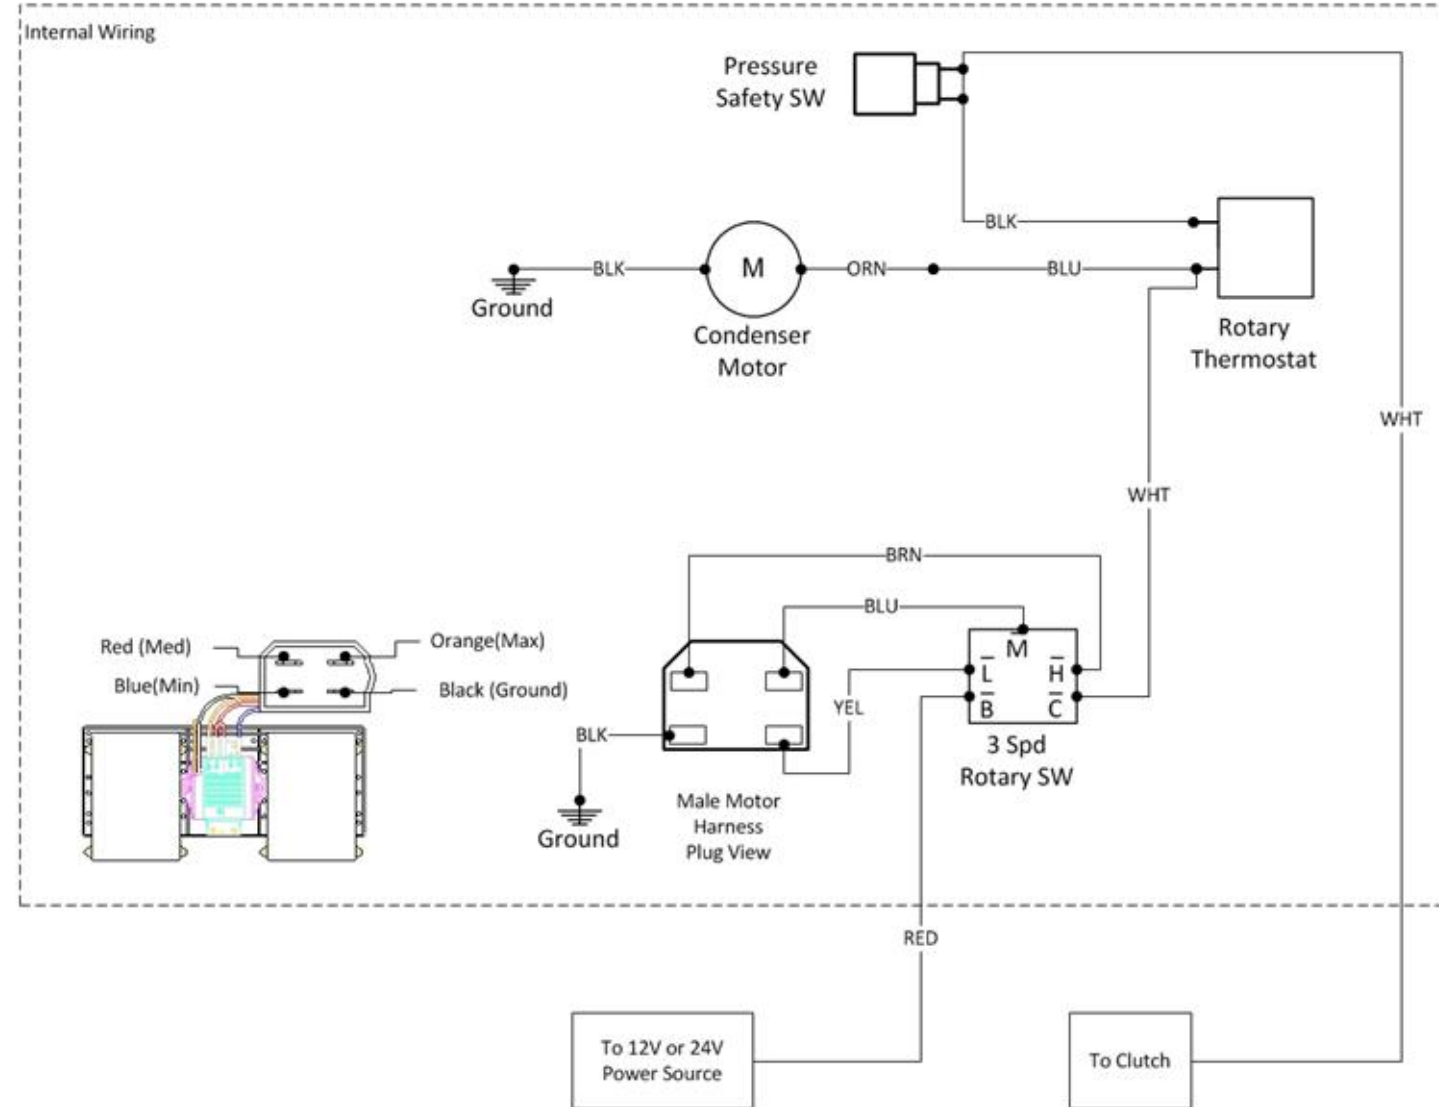 Internal Wiring
Pressure
Safety SW
BLK
BLK
M
ORN
BLU
Ground
Condenser
Motor
Rotary
Thermostat
WHT
WHT
BRN
BLU
Red (Med)
Orange(Max)
Blue(Min)
Black (Ground)
M
L
H
B
C
YEL
BLK
3 Spd
Rotary SW
Ground
Male Motor
Harness
Plug View
RED
To 12V or 24V
Power Source
To Clutch